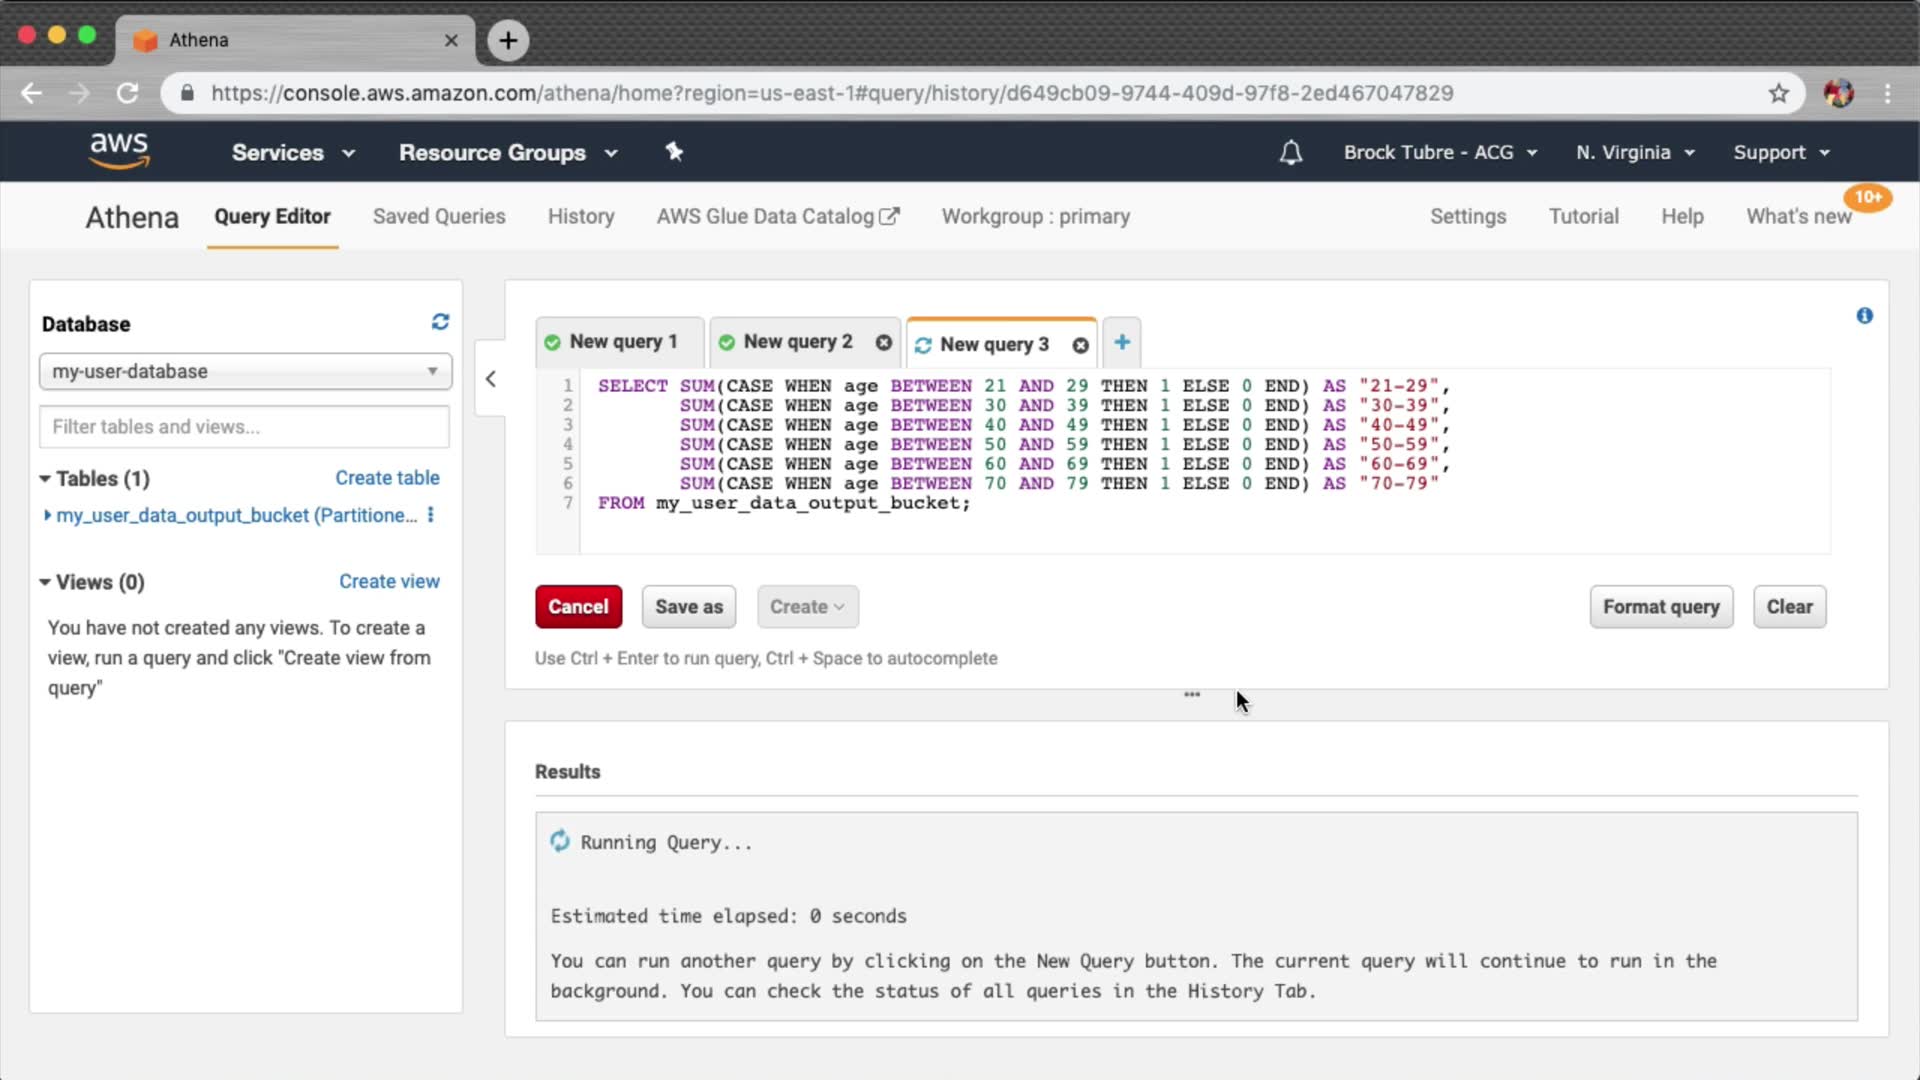 Athena
https://console.aws.amazon.com/athena/home?region=us-east-1#query/history/d649cb09-9744-409d-97f8-2ed467047829
aws Services Resource Groups Brock Tubre - ACG N. Virginia Support
Athena Query Editor Saved Queries History AWS Glue Data Catalog Workgroup : primary Settings Tutorial Help What's new 10+
Database
my-user-database
Filter tables and views...
Tables (1) Create table
my_user_data_output_bucket (Partitione...
Views (0) Create view
You have not created any views. To create a
view, run a query and click "Create view from
query"
New query 1 New query 2 New query 3
1 SELECT SUM(CASE WHEN age BETWEEN 21 AND 29 THEN 1 ELSE 0 END) AS "21-29",
2 SUM(CASE WHEN age BETWEEN 30 AND 39 THEN 1 ELSE 0 END) AS "30-39",
3 SUM(CASE WHEN age BETWEEN 40 AND 49 THEN 1 ELSE 0 END) AS "40-49",
4 SUM(CASE WHEN age BETWEEN 50 AND 59 THEN 1 ELSE 0 END) AS "50-59",
5 SUM(CASE WHEN age BETWEEN 60 AND 69 THEN 1 ELSE 0 END) AS "60-69",
6 SUM(CASE WHEN age BETWEEN 70 AND 79 THEN 1 ELSE 0 END) AS "70-79"
7 FROM my_user_data_output_bucket;
Cancel Save as Create Format query Clear
Use Ctrl + Enter to run query, Ctrl + Space to autocomplete
Results
Running Query...
Estimated time elapsed: 0 seconds
You can run another query by clicking on the New Query button. The current query will continue to run in the
background. You can check the status of all queries in the History Tab.